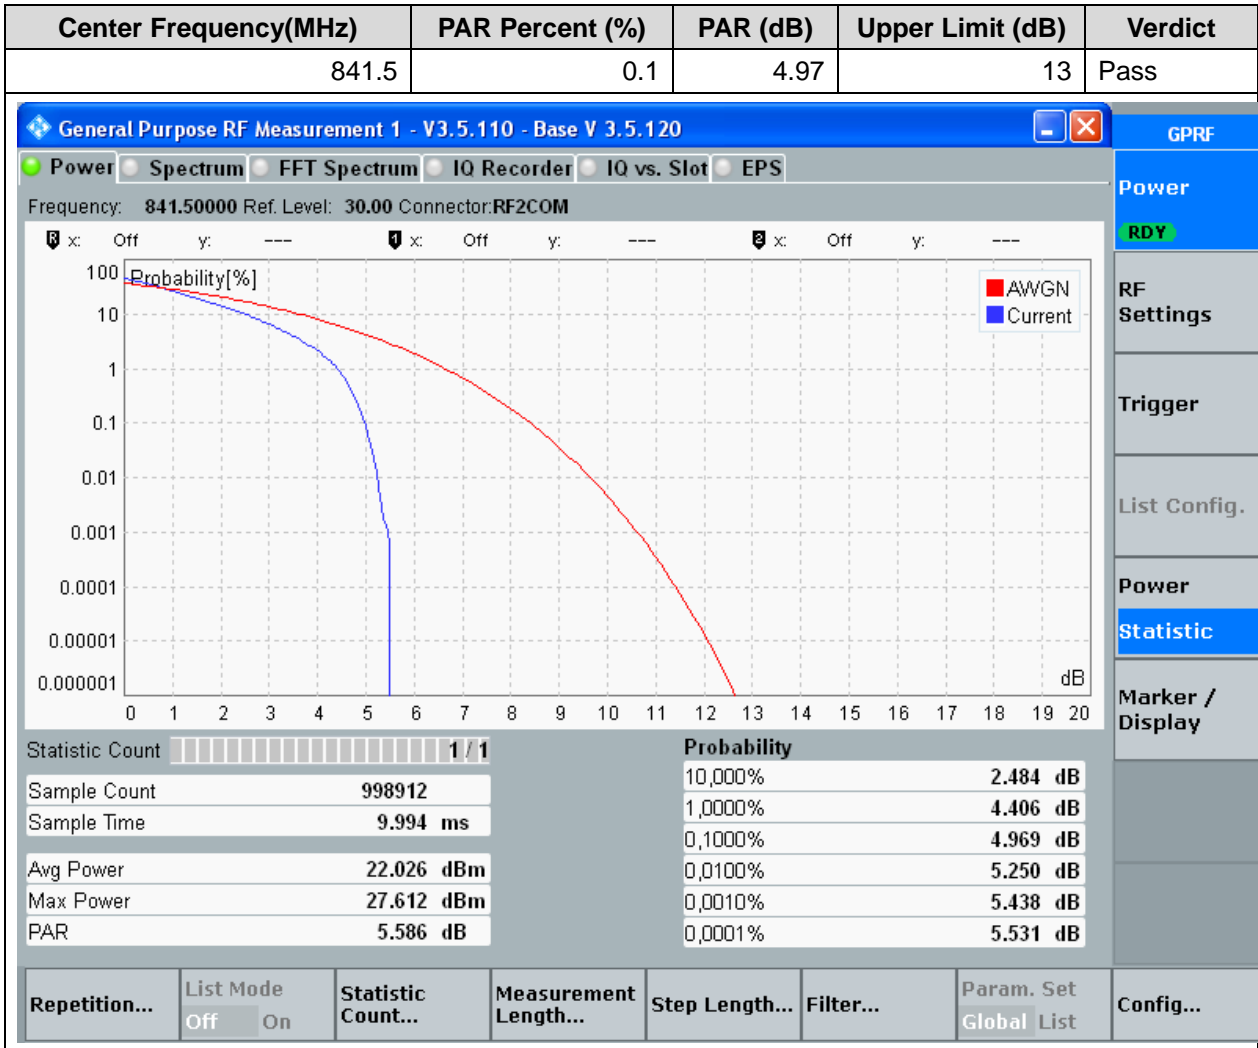 Center Frequency(MHz) PAR Percent (%) PAR (dB) Upper Limit (dB) Verdict
841.5 0.1 4.97 13 Pass
General Purpose RF Measurement 1 - V3.5.110 - Base V 3.5.120
GPRF
Power Spectrum FFT Spectrum IQ Recorder IQ vs. Slot EPS
Power
RDY
Frequency: 841.50000 Ref. Level: 30.00 Connector:RF2COM
R x: Off y: --- 1 x: Off y: --- 2 x: Off y: ---
Probability[%]
AWGN
Current
100
10
1
0.1
0.01
0.001
0.0001
0.00001
0.000001
dB
0 1 2 3 4 5 6 7 8 9 10 11 12 13 14 15 16 17 18 19 20
RF
Settings
Trigger
List Config.
Power
Statistic
Marker /
Display
Statistic Count 1 / 1
Sample Count 998912
Sample Time 9.994 ms
Avg Power 22.026 dBm
Max Power 27.612 dBm
PAR 5.586 dB
Probability
10,000% 2.484 dB
1,0000% 4.406 dB
0,1000% 4.969 dB
0,0100% 5.250 dB
0,0010% 5.438 dB
0,0001% 5.531 dB
Repetition...
List Mode
Off On
Statistic
Count...
Measurement
Length...
Step Length...
Filter...
Param. Set
Global List
Config...